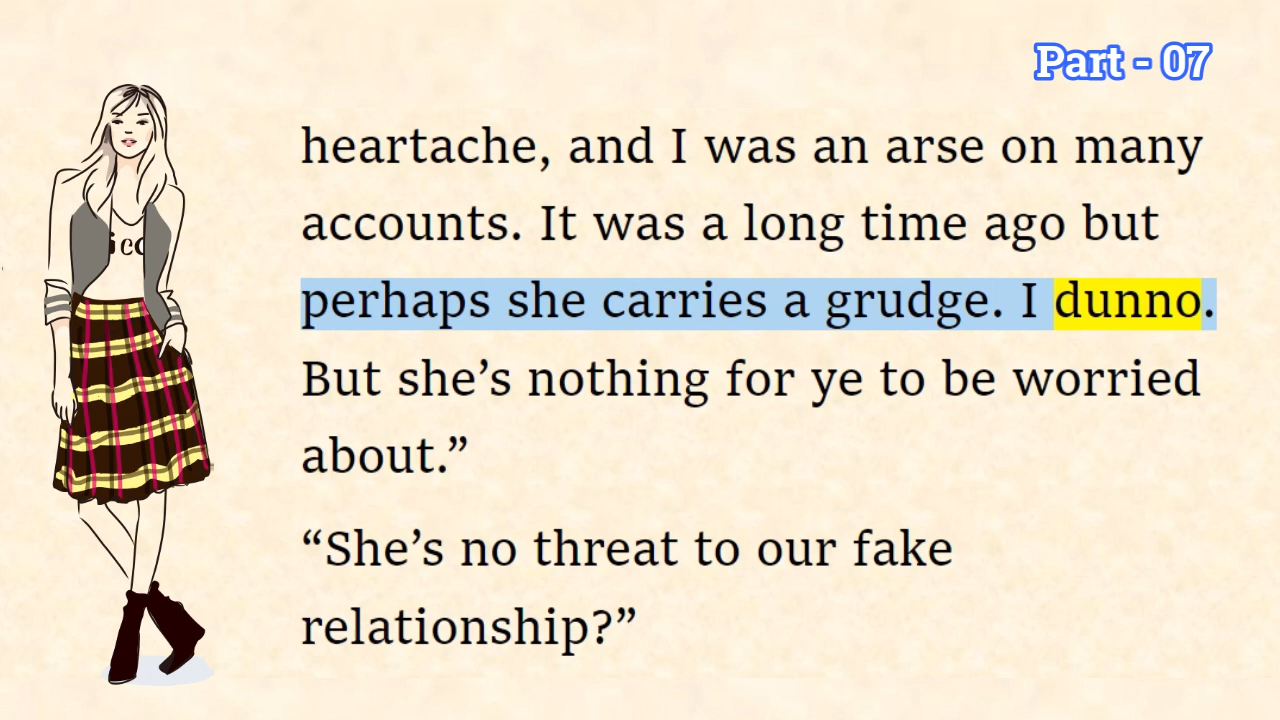 Part - 07
heartache, and I was an arse on many
accounts. It was a long time ago but
perhaps she carries a grudge. I dunno.
But she’s nothing for ye to be worried
about.”
“She’s no threat to our fake
relationship?”